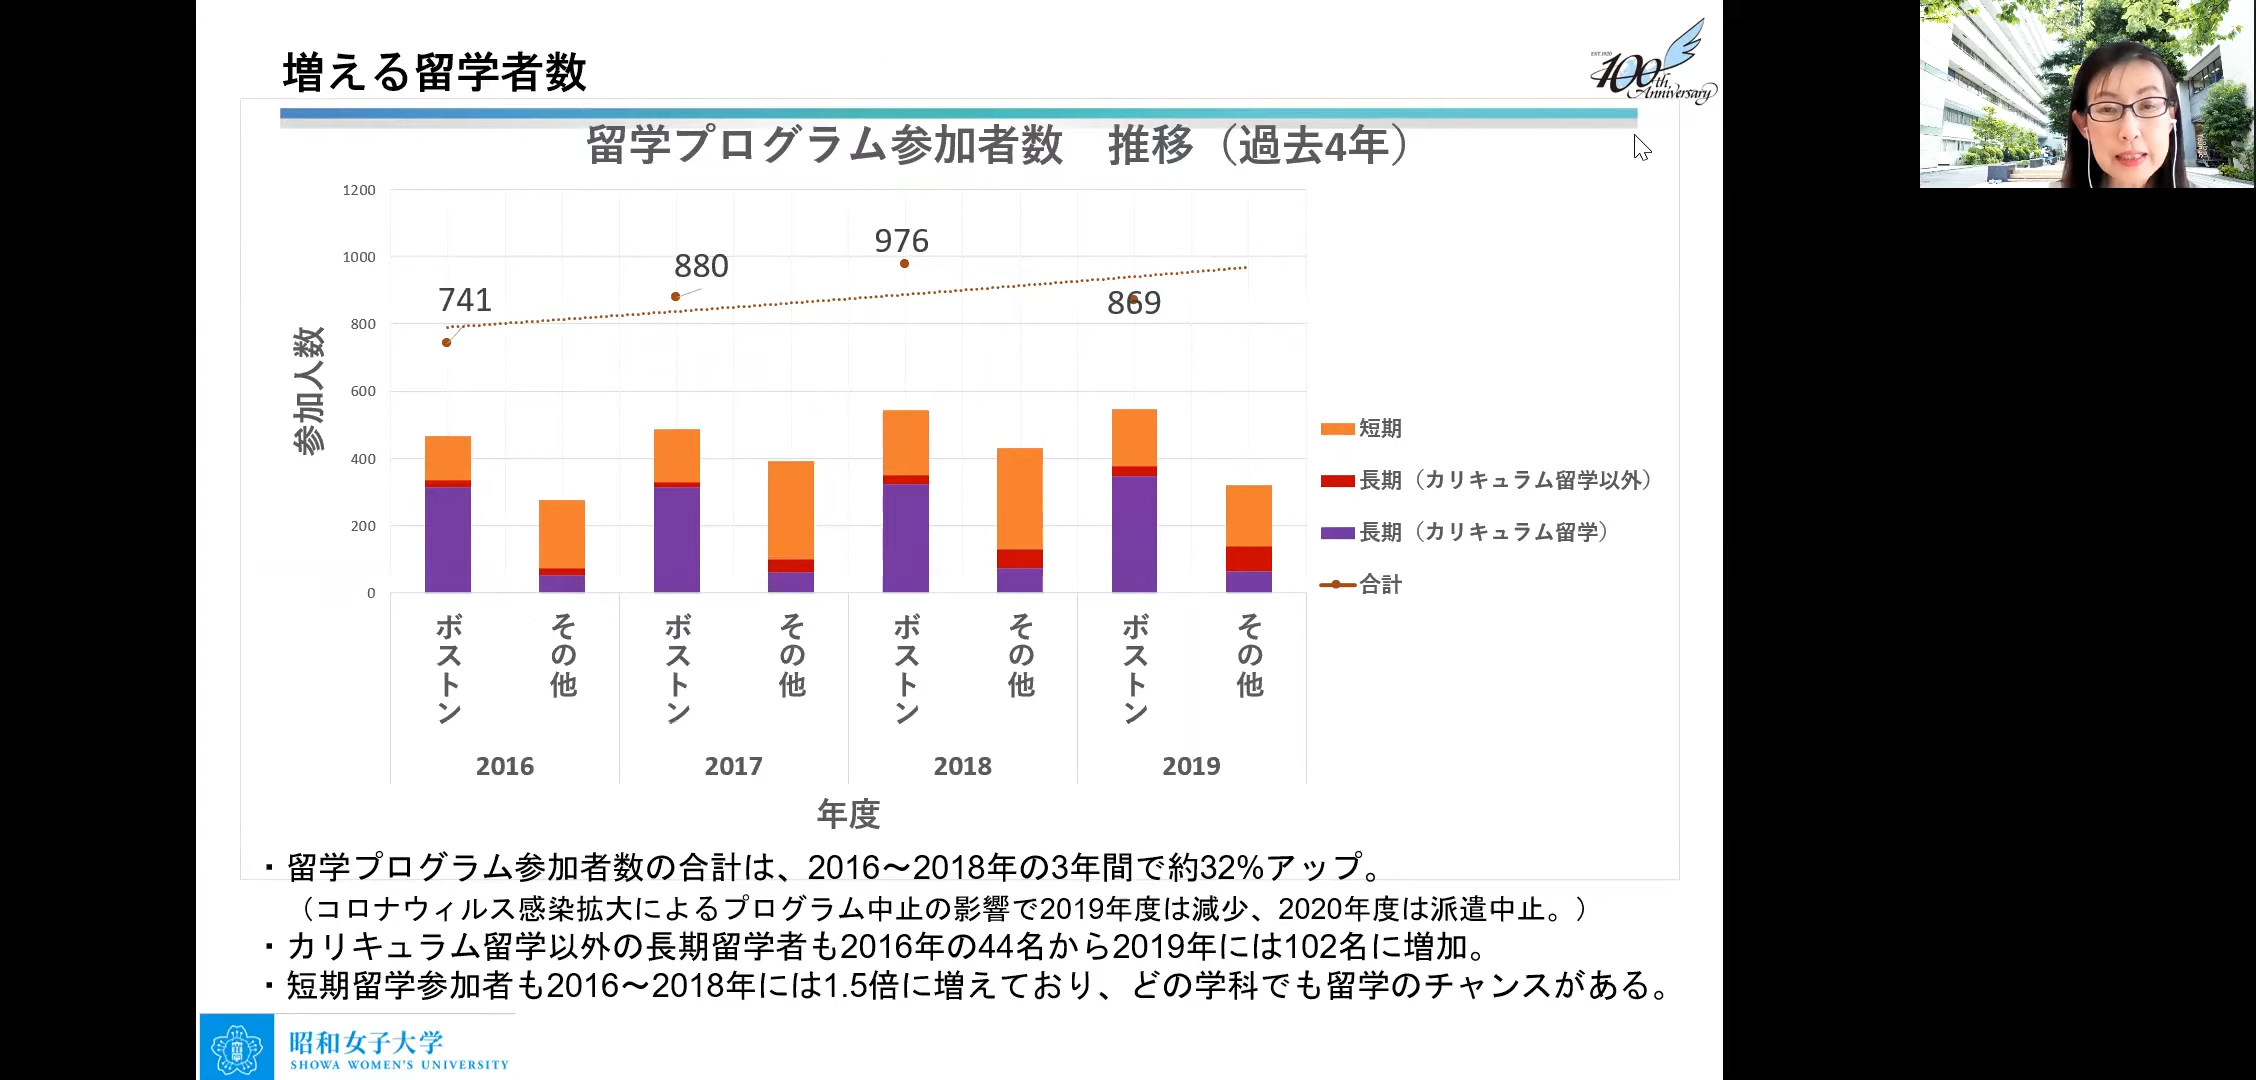 増える留学者数
EST.1920
100th Anniversary
留学プログラム参加者数 推移（過去4年）
参加人数
1200
1000
800
600
400
200
0
741
880
976
869
短期
長期（カリキュラム留学以外）
長期（カリキュラム留学）
合計
ボストン
その他
ボストン
その他
ボストン
その他
ボストン
その他
2016
2017
2018
2019
年度
・留学プログラム参加者数の合計は、2016～2018年の3年間で約32%アップ。
（コロナウィルス感染拡大によるプログラム中止の影響で2019年度は減少、2020年度は派遣中止。）
・カリキュラム留学以外の長期留学者も2016年の44名から2019年には102名に増加。
・短期留学参加者も2016～2018年には1.5倍に増えており、どの学科でも留学のチャンスがある。
昭和女子大学
SHOWA WOMEN'S UNIVERSITY